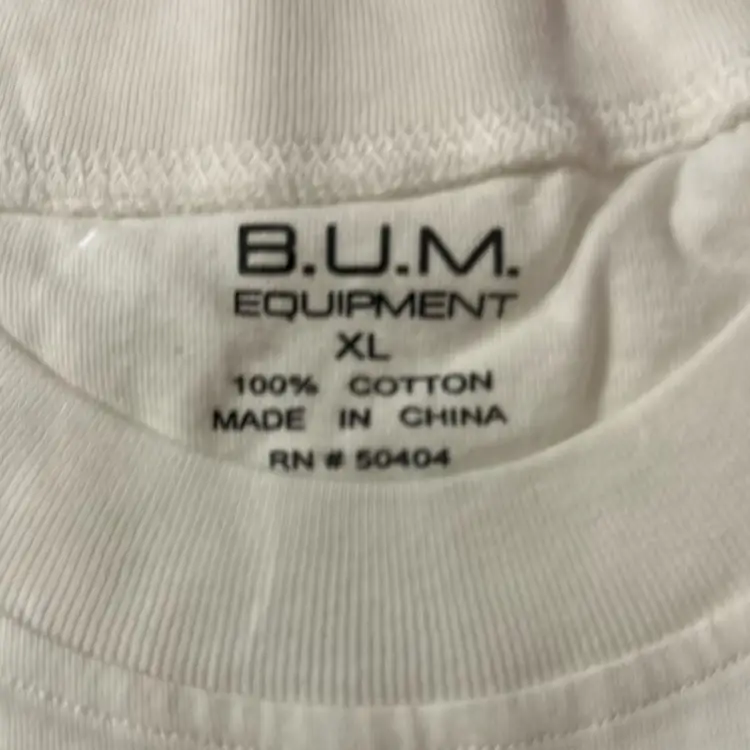 B.U.M.
EQUIPMENT
XL
100% COTTON
MADE IN CHINA
RN # 50404